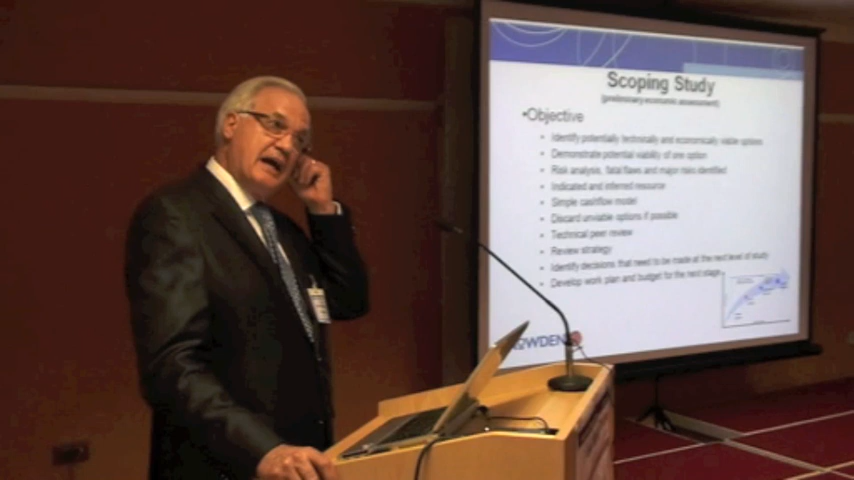 Scoping Study
(preliminary economic assessment)
•Objective
• Identify potentially technically and economically viable options
• Demonstrate potential viability of one option
• Risk analysis, fatal flaws and major risks identified
• Indicated and inferred resource
• Simple cashflow model
• Discard unviable options if possible
• Technical peer review
• Review strategy
• Identify decisions that need to be made at the next level of study
• Develop work plan and budget for the next stage
OWDEN